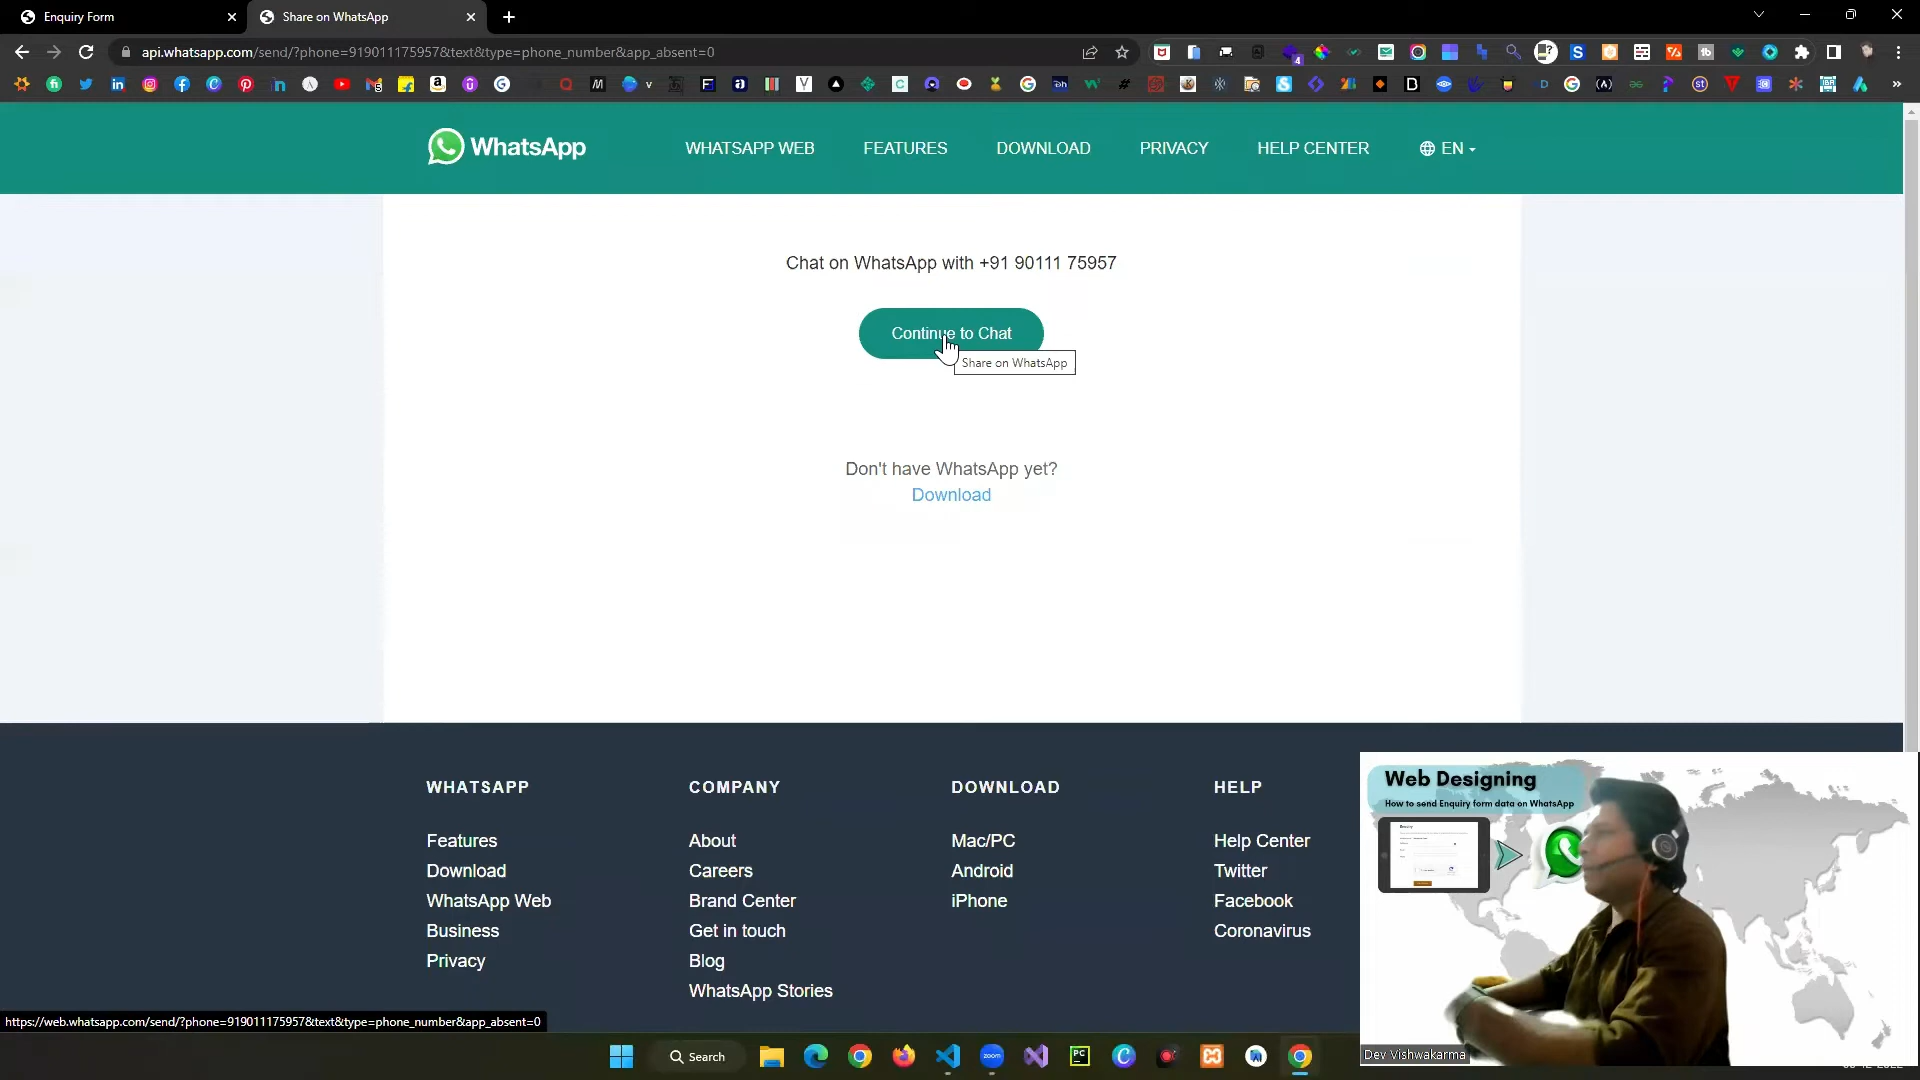 Enquiry Form
Share on WhatsApp
api.whatsapp.com/send/?phone=919011175957&text&type=phone_number&app_absent=0
WhatsApp
WHATSAPP WEB
FEATURES
DOWNLOAD
PRIVACY
HELP CENTER
EN
Chat on WhatsApp with +91 90111 75957
Continue to Chat
Share on WhatsApp
Don't have WhatsApp yet?
Download
WHATSAPP
Features
Download
WhatsApp Web
Business
Privacy
COMPANY
About
Careers
Brand Center
Get in touch
Blog
WhatsApp Stories
DOWNLOAD
Mac/PC
Android
iPhone
HELP
Help Center
Twitter
Facebook
Coronavirus
Web Designing
How to send Enquiry form data on WhatsApp
Dev Vishwakarma
https://web.whatsapp.com/send/?phone=919011175957&text&type=phone_number&app_absent=0
Search